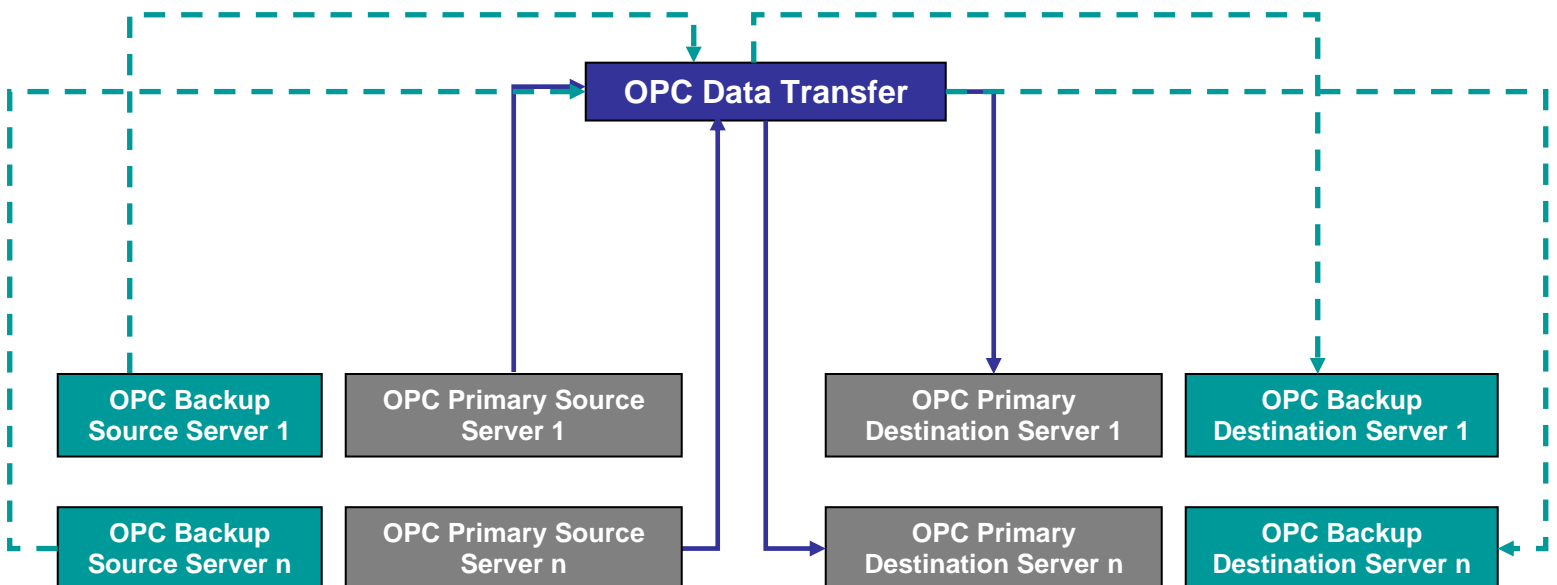 OPC Data Transfer
OPC Backup
Source Server 1
OPC Primary Source
Server 1
OPC Primary
Destination Server 1
OPC Backup
Destination Server 1
OPC Backup
Source Server n
OPC Primary Source
Server n
OPC Primary
Destination Server n
OPC Backup
Destination Server n